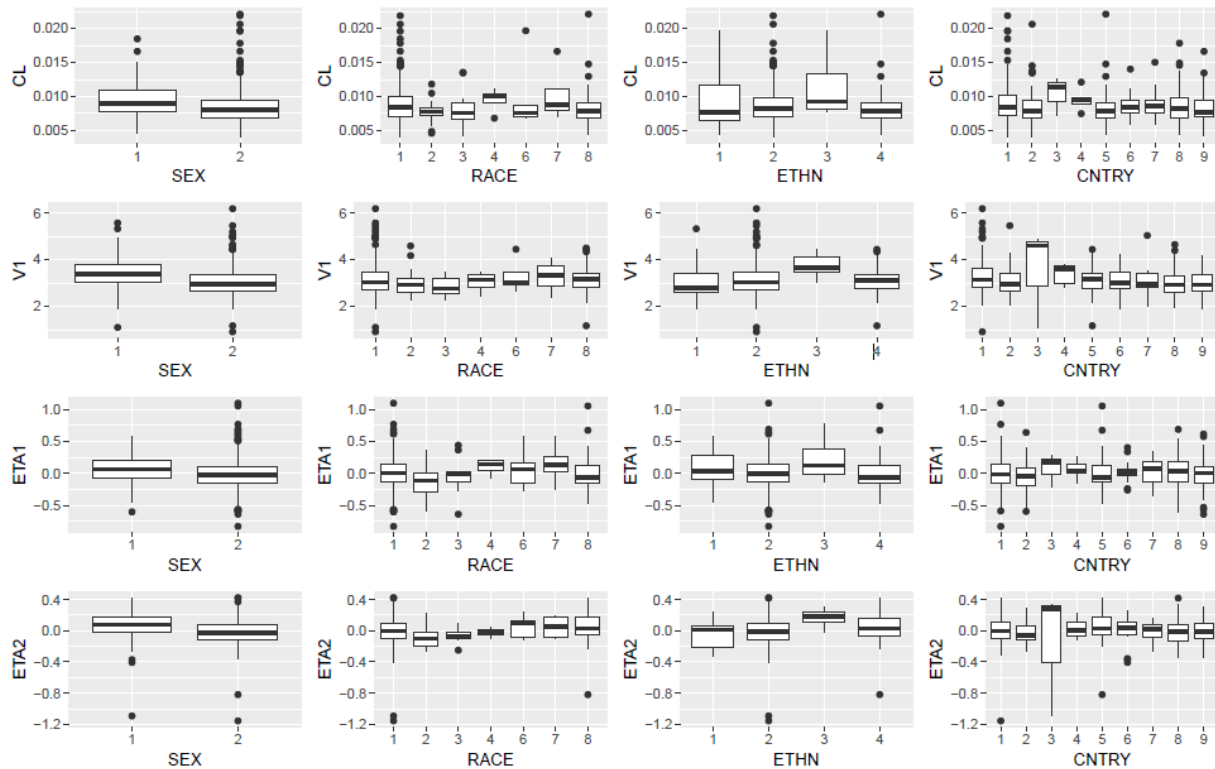 CL
0.020
0.015
0.010
0.005
1 2
SEX
CL
0.020
0.015
0.010
0.005
1 2 3 4 6 7 8
RACE
CL
0.020
0.015
0.010
0.005
1 2 3 4
ETHN
CL
0.020
0.015
0.010
0.005
1 2 3 4 5 6 7 8 9
CNTRY
V1
6
4
2
1 2
SEX
V1
6
4
2
1 2 3 4 6 7 8
RACE
V1
6
4
2
1 2 3 4
ETHN
V1
6
4
2
1 2 3 4 5 6 7 8 9
CNTRY
ETA1
1.0
0.5
0.0
−0.5
1 2
SEX
ETA1
1.0
0.5
0.0
−0.5
1 2 3 4 6 7 8
RACE
ETA1
1.0
0.5
0.0
−0.5
1 2 3 4
ETHN
ETA1
1.0
0.5
0.0
−0.5
1 2 3 4 5 6 7 8 9
CNTRY
ETA2
0.4
0.0
−0.4
−0.8
−1.2
1 2
SEX
ETA2
0.4
0.0
−0.4
−0.8
−1.2
1 2 3 4 6 7 8
RACE
ETA2
0.4
0.0
−0.4
−0.8
−1.2
1 2 3 4
ETHN
ETA2
0.4
0.0
−0.4
−0.8
−1.2
1 2 3 4 5 6 7 8 9
CNTRY